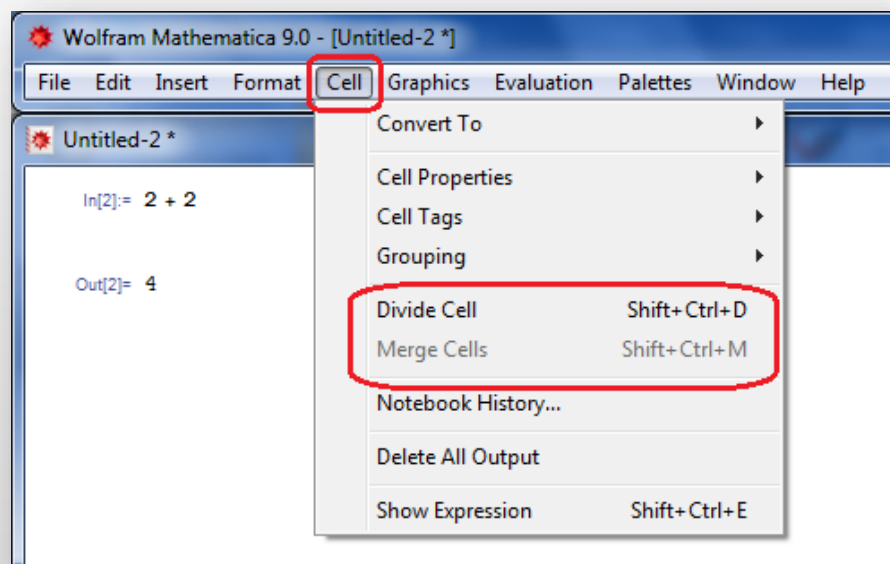 Wolfram Mathematica 9.0 - [Untitled-2 *]
File Edit Insert Format Cell Graphics Evaluation Palettes Window Help
Untitled-2 *
In[2]:= 2 + 2
Out[2]= 4
Convert To
Cell Properties
Cell Tags
Grouping
Divide Cell Shift+Ctrl+D
Merge Cells Shift+Ctrl+M
Notebook History...
Delete All Output
Show Expression Shift+Ctrl+E